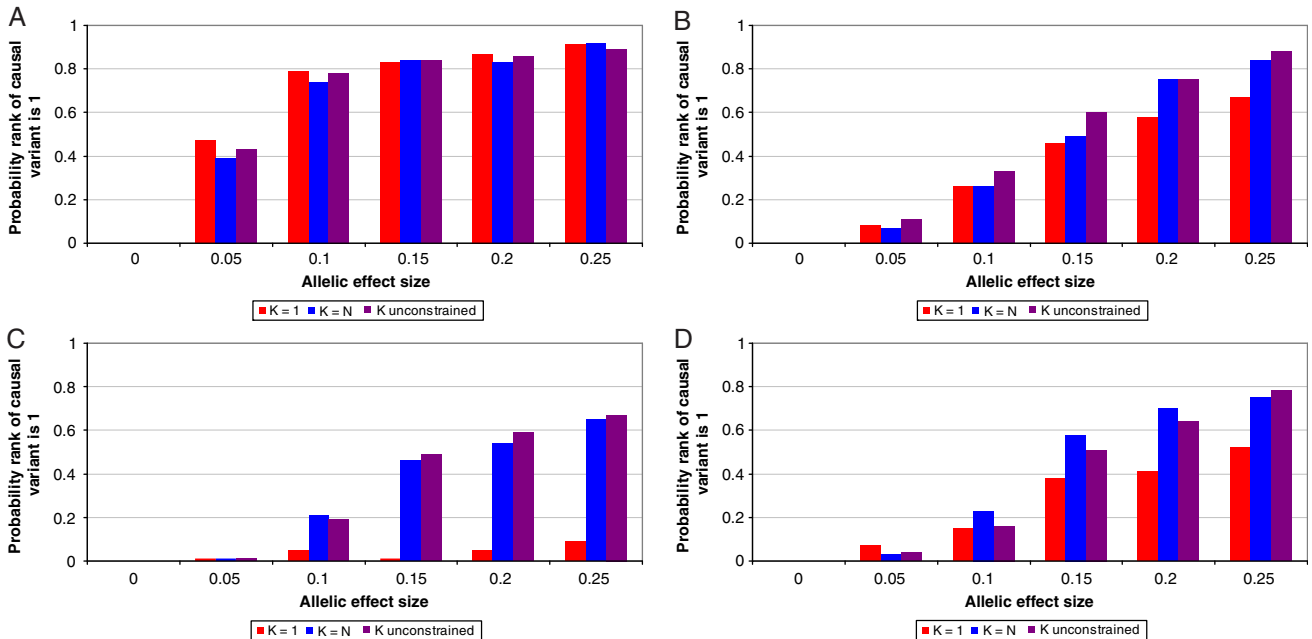 A
Probability rank of causal
variant is 1
1
0.8
0.6
0.4
0.2
0
0 0.05 0.1 0.15 0.2 0.25
Allelic effect size
K = 1 K = N K unconstrained
B
Probability rank of causal
variant is 1
1
0.8
0.6
0.4
0.2
0
0 0.05 0.1 0.15 0.2 0.25
Allelic effect size
K = 1 K = N K unconstrained
C
Probability rank of causal
variant is 1
1
0.8
0.6
0.4
0.2
0
0 0.05 0.1 0.15 0.2 0.25
Allelic effect size
K = 1 K = N K unconstrained
D
Probability rank of causal
variant is 1
1
0.8
0.6
0.4
0.2
0
0 0.05 0.1 0.15 0.2 0.25
Allelic effect size
K = 1 K = N K unconstrained